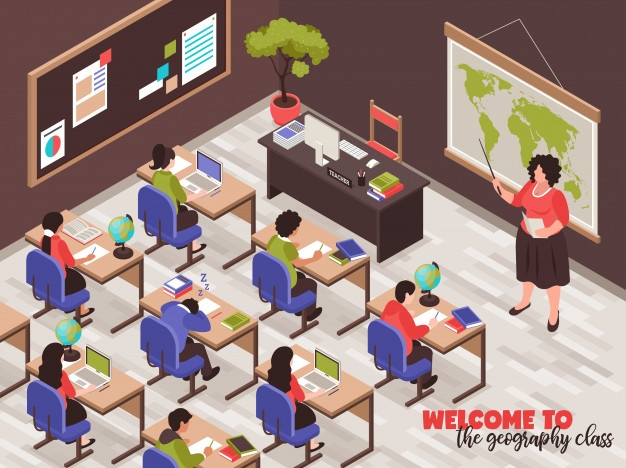 TEACHER
z
z
z
WELCOME TO
the geography class